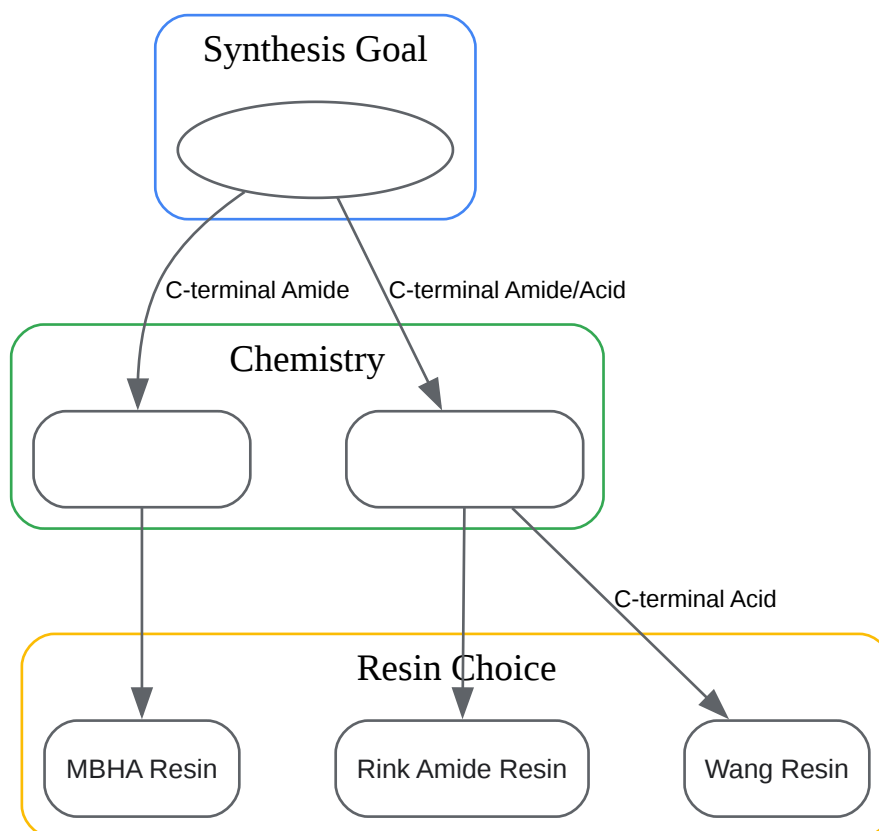 Synthesis Goal
C-terminal Amide
C-terminal Amide/Acid
Chemistry
C-terminal Acid
Resin Choice
MBHA Resin
Rink Amide Resin
Wang Resin